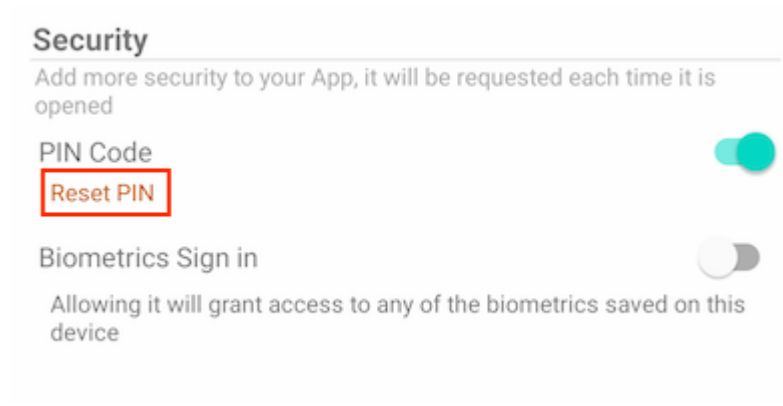 Security
Add more security to your App, it will be requested each time it is
opened
PIN Code
Reset PIN
Biometrics Sign in
Allowing it will grant access to any of the biometrics saved on this
device